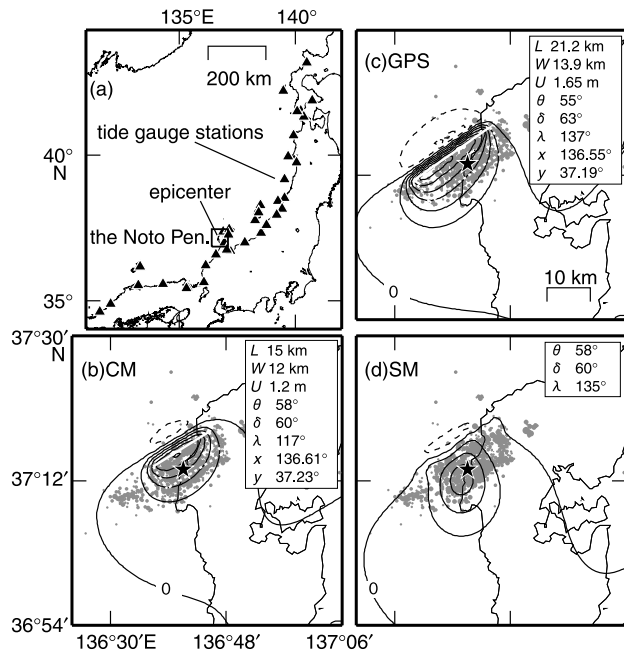 135°E
140°
(a)
200 km
tide gauge stations
40°
N
epicenter
the Noto Pen.
35°
(c)GPS
L 21.2 km
W 13.9 km
U 1.65 m
θ 55°
δ 63°
λ 137°
x 136.55°
y 37.19°
10 km
0
37°30′
N
(b)CM
L 15 km
W 12 km
U 1.2 m
θ 58°
δ 60°
λ 117°
x 136.61°
y 37.23°
37°12′
0
36°54′
136°30′E
136°48′
137°06′
(d)SM
θ 58°
δ 60°
λ 135°
0